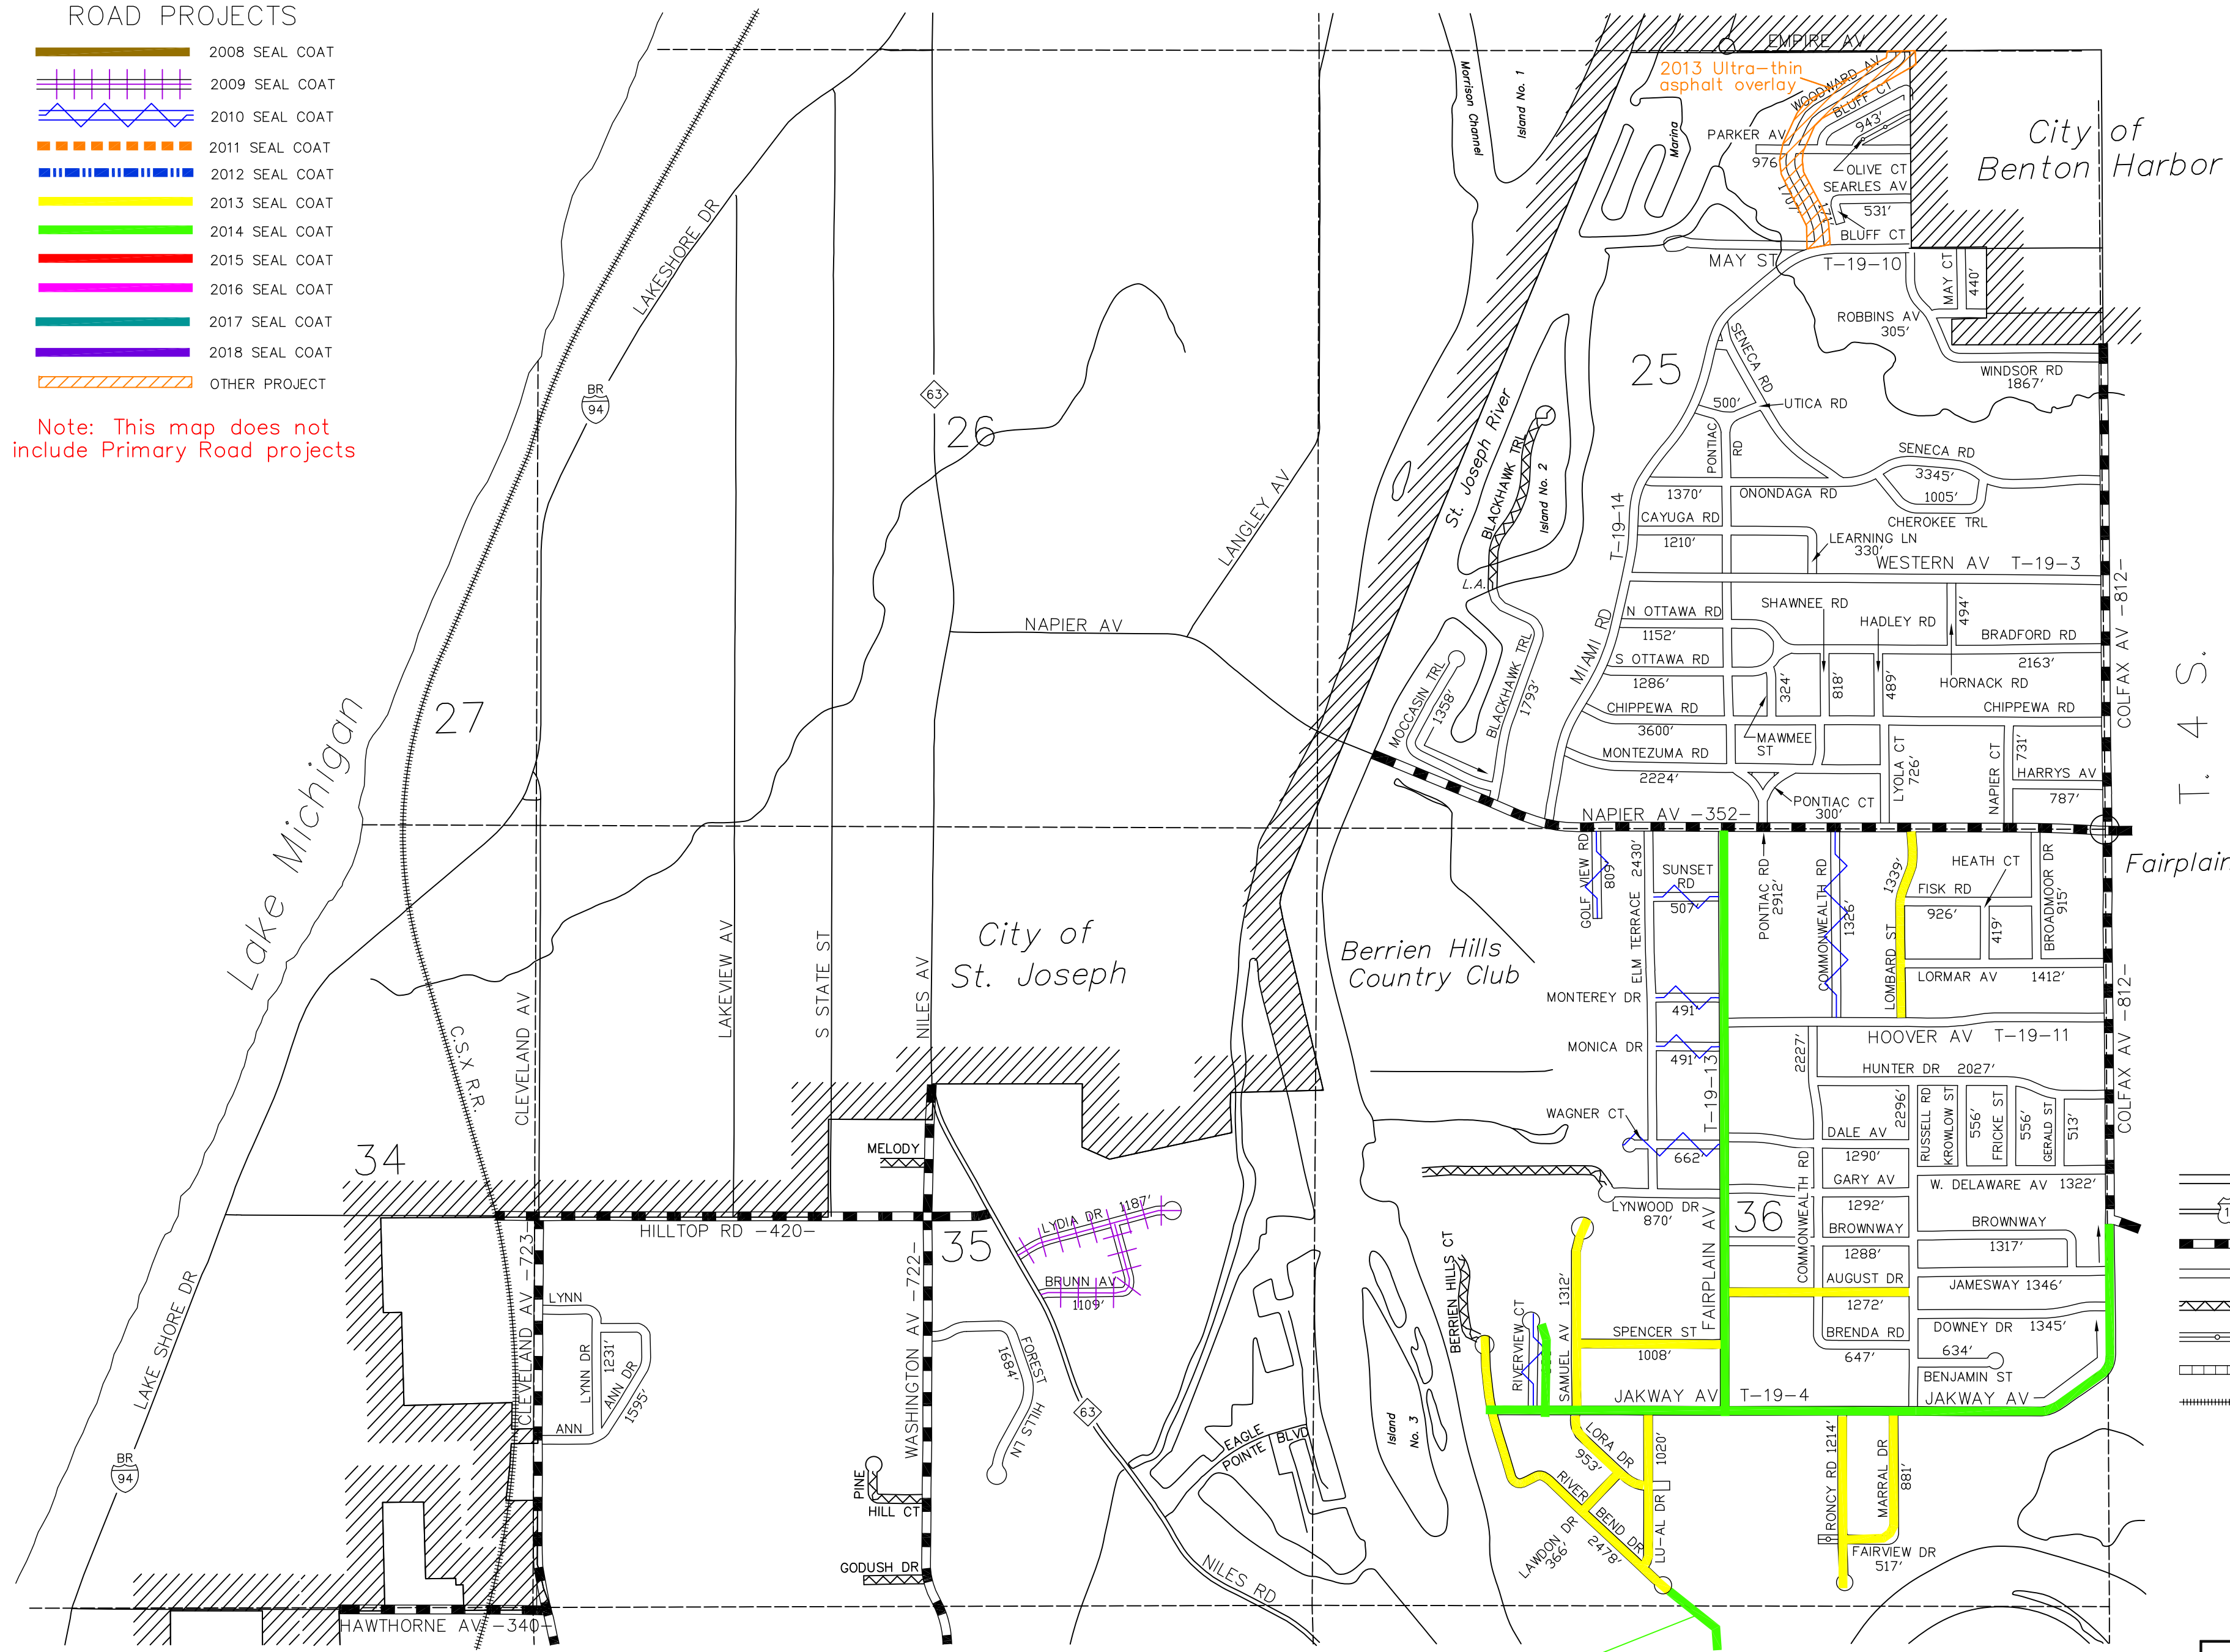 ROAD PROJECTS
2008 SEAL COAT
2009 SEAL COAT
2010 SEAL COAT
2011 SEAL COAT
2012 SEAL COAT
2013 SEAL COAT
2014 SEAL COAT
2015 SEAL COAT
2016 SEAL COAT
2017 SEAL COAT
2018 SEAL COAT
OTHER PROJECT
Note: This map does not
include Primary Road projects
Lake Michigan
LAKESHORE DR
BR
94
63
26
27
LANGLEY AV
NAPIER AV
City of
St. Joseph
C.S.X R.R.
CLEVELAND AV
LAKEVIEW AV
S STATE ST
NILES AV
34
MELODY
HILLTOP RD -420-
35
LYDIA DR
1187'
BRUNN AV
1109'
LAKE SHORE DR
BR
94
CLEVELAND AV -723-
LYNN
LYNN DR
1231'
ANN DR
1595'
ANN
WASHINGTON AV -722-
FOREST
HILLS LN
1684'
63
PINE
HILL CT
GODUSH DR
NILES RD
HAWTHORNE AV -340-
EAGLE
POINTE
BLVD
Island
No. 3
Morrison Channel
Island No. 1
Marina
St. Joseph River
BLACKHAWK TRL
Island No. 2
L.A.
MOCCASIN TRL
1358'
BLACKHAWK TRL
1793'
Berrien Hills
Country Club
EMPIRE AV
2013 Ultra-thin
asphalt overlay
WOODWARD AV
BLUFF CT
943'
PARKER AV
976'
OLIVE CT
SEARLES AV
531'
1707'
171'
BLUFF CT
City of
Benton Harbor
MAY ST
T-19-10
MAY CT
440'
ROBBINS AV
305'
WINDSOR RD
1867'
25
SENECA RD
500'
UTICA RD
PONTIAC
RD
SENECA RD
3345'
1370'
ONONDAGA RD
1005'
CHEROKEE TRL
T-19-14
CAYUGA RD
1210'
LEARNING LN
330'
WESTERN AV T-19-3
MIAMI RD
N OTTAWA RD
1152'
SHAWNEE RD
HADLEY RD
494'
BRADFORD RD
2163'
S OTTAWA RD
1286'
324'
818'
489'
HORNACK RD
CHIPPEWA RD
3600'
MAWMEE
ST
CHIPPEWA RD
MONTEZUMA RD
2224'
LYOLA CT
726'
NAPIER CT
731'
HARRYS AV
787'
PONTIAC CT
300'
NAPIER AV -352-
COLFAX AV -812-
T. 4 S.
Fairplain
GOLF VIEW RD
809'
ELM TERRACE 2430'
SUNSET
RD
507'
PONTIAC RD
2912'
COMMONWEALTH RD
1326'
LOMBARD ST
1339'
HEATH CT
FISK RD
926'
419'
BROADMOOR DR
915'
LORMAR AV 1412'
MONTEREY DR
491'
MONICA DR
491'
HOOVER AV T-19-11
COLFAX AV -812-
T-19-13
2227'
HUNTER DR 2027'
WAGNER CT
662'
DALE AV
1290'
2296'
RUSSELL RD
KROWLOW ST
556'
FRICKE ST
556'
GERALD ST
513'
LYNWOOD DR
870'
36
COMMONWEALTH RD
GARY AV
1292'
W. DELAWARE AV 1322'
FAIRPLAIN AV
BROWNWAY
1288'
BROWNWAY
1317'
AUGUST DR
1272'
JAMESWAY 1346'
BERRIEN HILLS CT
RIVERVIEW CT
SAMUEL AV 1312'
SPENCER ST
1008'
BRENDA RD
647'
DOWNEY DR 1345'
634'
BENJAMIN ST
JAKWAY AV T-19-4
JAKWAY AV
LORA DR
953'
1020'
LU-AL DR
RIVER BEND DR
2478'
LAWDON DR
366'
RONCY RD 1214'
MARRAL DR
881'
FAIRVIEW DR
517'